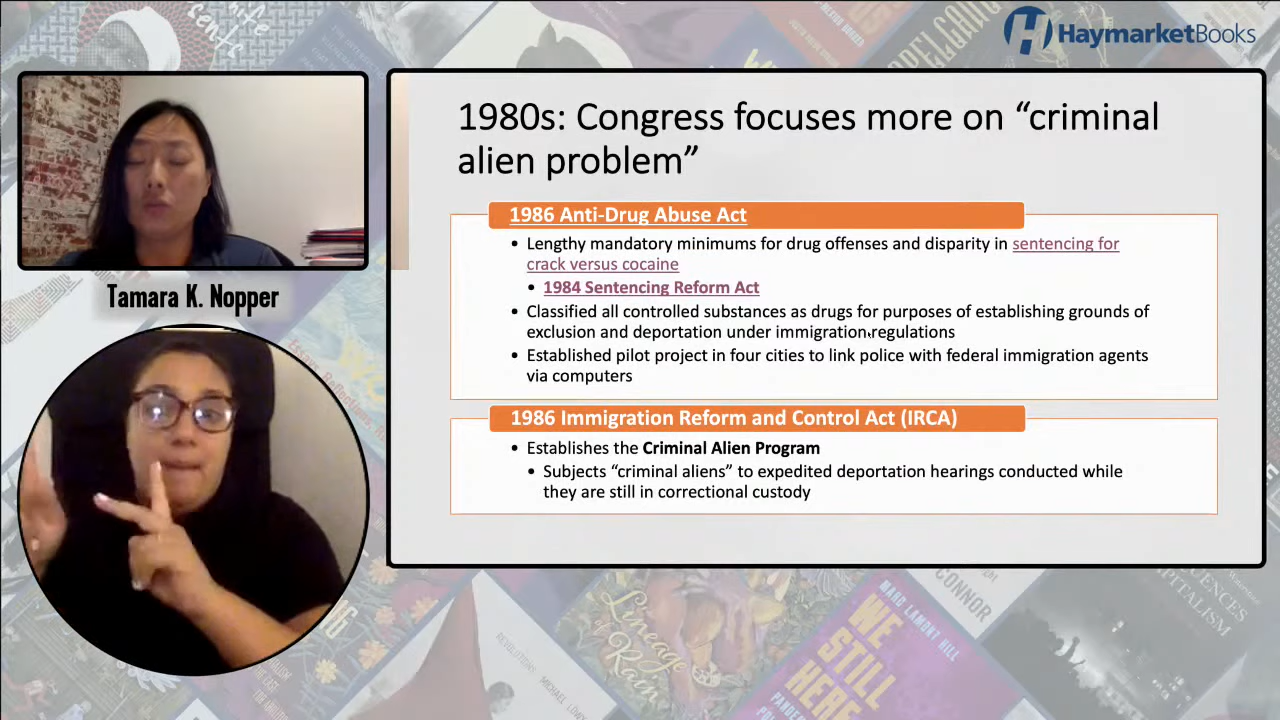 HaymarketBooks
1980s: Congress focuses more on “criminal
alien problem”
1986 Anti-Drug Abuse Act
• Lengthy mandatory minimums for drug offenses and disparity in sentencing for
crack versus cocaine
• 1984 Sentencing Reform Act
• Classified all controlled substances as drugs for purposes of establishing grounds of
exclusion and deportation under immigration regulations
• Established pilot project in four cities to link police with federal immigration agents
via computers
1986 Immigration Reform and Control Act (IRCA)
• Establishes the Criminal Alien Program
• Subjects “criminal aliens” to expedited deportation hearings conducted while
they are still in correctional custody
Tamara K. Nopper
Lineage
of
Rain
MARC LAMONT HILL
WE
STILL
HERE
CONNOR
MICHAEL
REVOLUTIONS